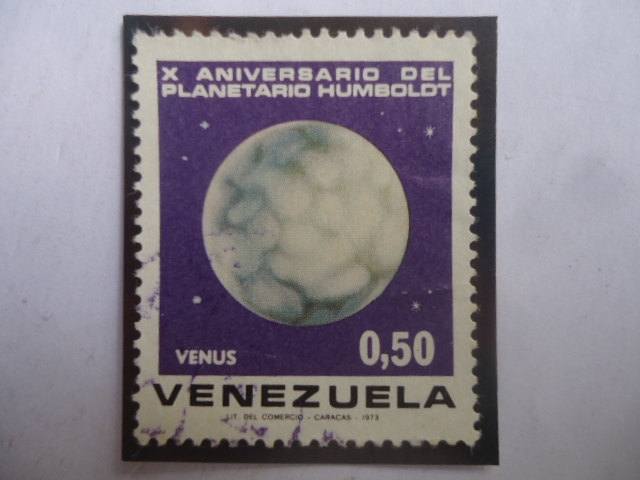 X ANIVERSARIO DEL
PLANETARIO HUMBOLDT
VENUS
0,50
VENEZUELA
LIT. DEL COMERCIO - CARACAS - 1973